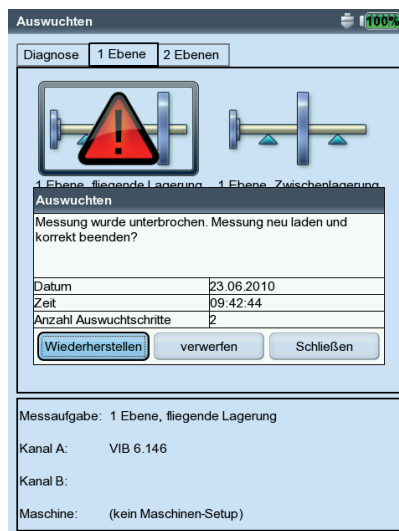 Auswuchten
100%
Diagnose 1 Ebene 2 Ebenen
1 Ebene, fliegende Lagerung 1 Ebene, Zwischenlagerung
Auswuchten
Messung wurde unterbrochen. Messung neu laden und
korrekt beenden?
Datum 23.06.2010
Zeit 09:42:44
Anzahl Auswuchtschritte 2
Wiederherstellen verwerfen Schließen
Messaufgabe: 1 Ebene, fliegende Lagerung
Kanal A: VIB 6.146
Kanal B:
Maschine: (kein Maschinen-Setup)